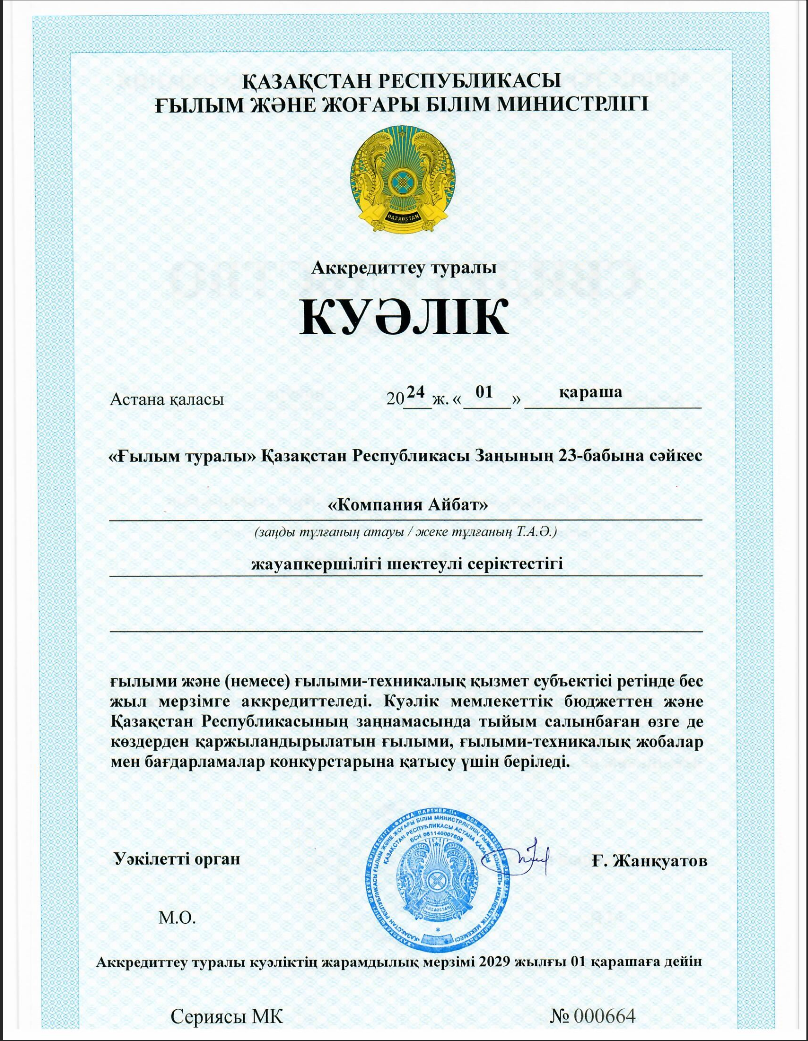 ҚАЗАҚСТАН РЕСПУБЛИКАСЫ
ҒЫЛЫМ ЖӘНЕ ЖОҒАРЫ БІЛІМ МИНИСТРЛІГІ
QAZAQSTAN
Аккредиттеу туралы
КУӘЛІК
Астана қаласы 2024 ж. « 01 » қараша
«Ғылым туралы» Қазақстан Республикасы Заңының 23-бабына сәйкес
«Компания Айбат»
(заңды тұлғаның атауы / жеке тұлғаның Т.А.Ә.)
жауапкершілігі шектеулі серіктестігі
ғылыми және (немесе) ғылыми-техникалық қызмет субъектісі ретінде бес
жыл мерзімге аккредиттеледі. Куәлік мемлекеттік бюджеттен және
Қазақстан Республикасының заңнамасында тыйым салынбаған өзге де
көздерден қаржыландырылатын ғылыми, ғылыми-техникалық жобалар
мен бағдарламалар конкурстарына қатысу үшін беріледі.
Уәкілетті орган Ғ. Жанқуатов
М.О.
Аккредиттеу туралы куәліктің жарамдылық мерзімі 2029 жылғы 01 қарашаға дейін
Сериясы МК № 000664